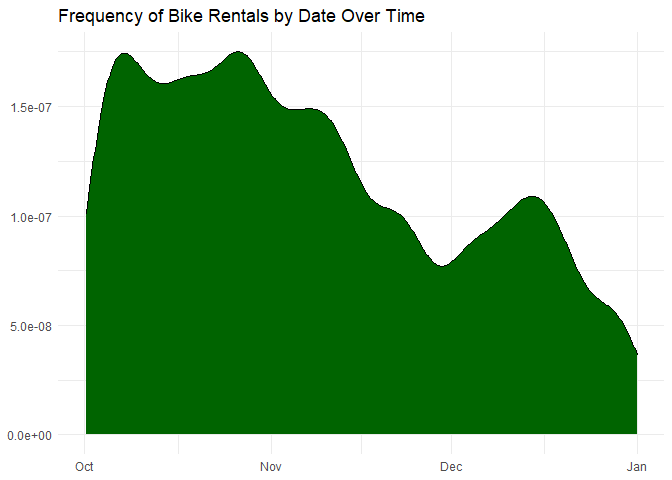 Frequency of Bike Rentals by Date Over Time
1.5e-07
1.0e-07
5.0e-08
0.0e+00
Oct Nov Dec Jan